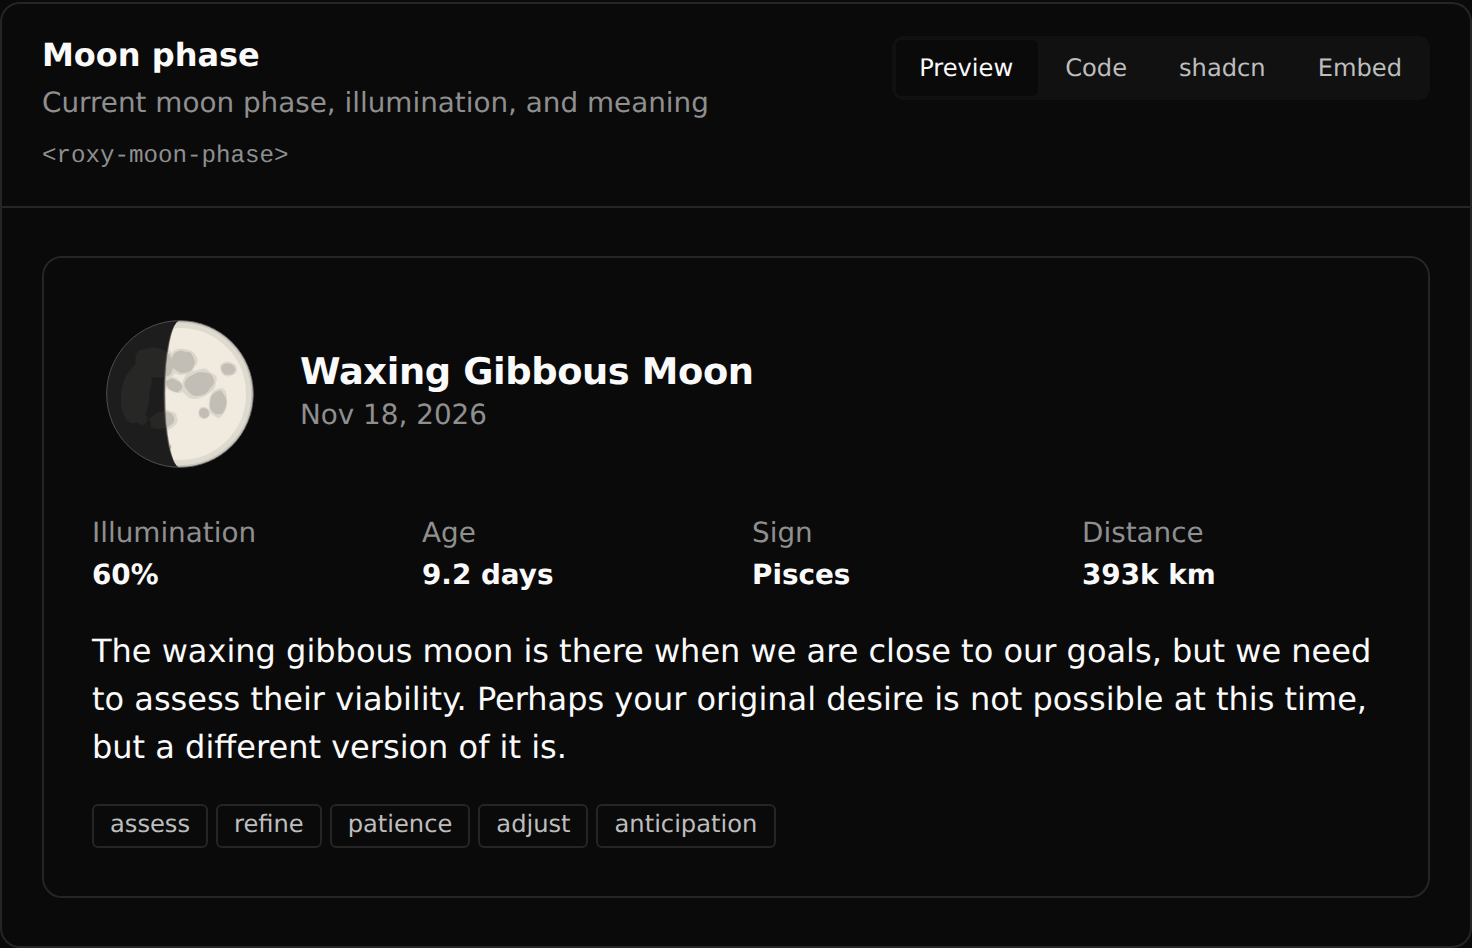 Moon phase
Current moon phase, illumination, and meaning
<roxy-moon-phase>
Preview Code shadcn Embed
Waxing Gibbous Moon
Nov 18, 2026
Illumination Age Sign Distance
60% 9.2 days Pisces 393k km
The waxing gibbous moon is there when we are close to our goals, but we need
to assess their viability. Perhaps your original desire is not possible at this time,
but a different version of it is.
assess refine patience adjust anticipation